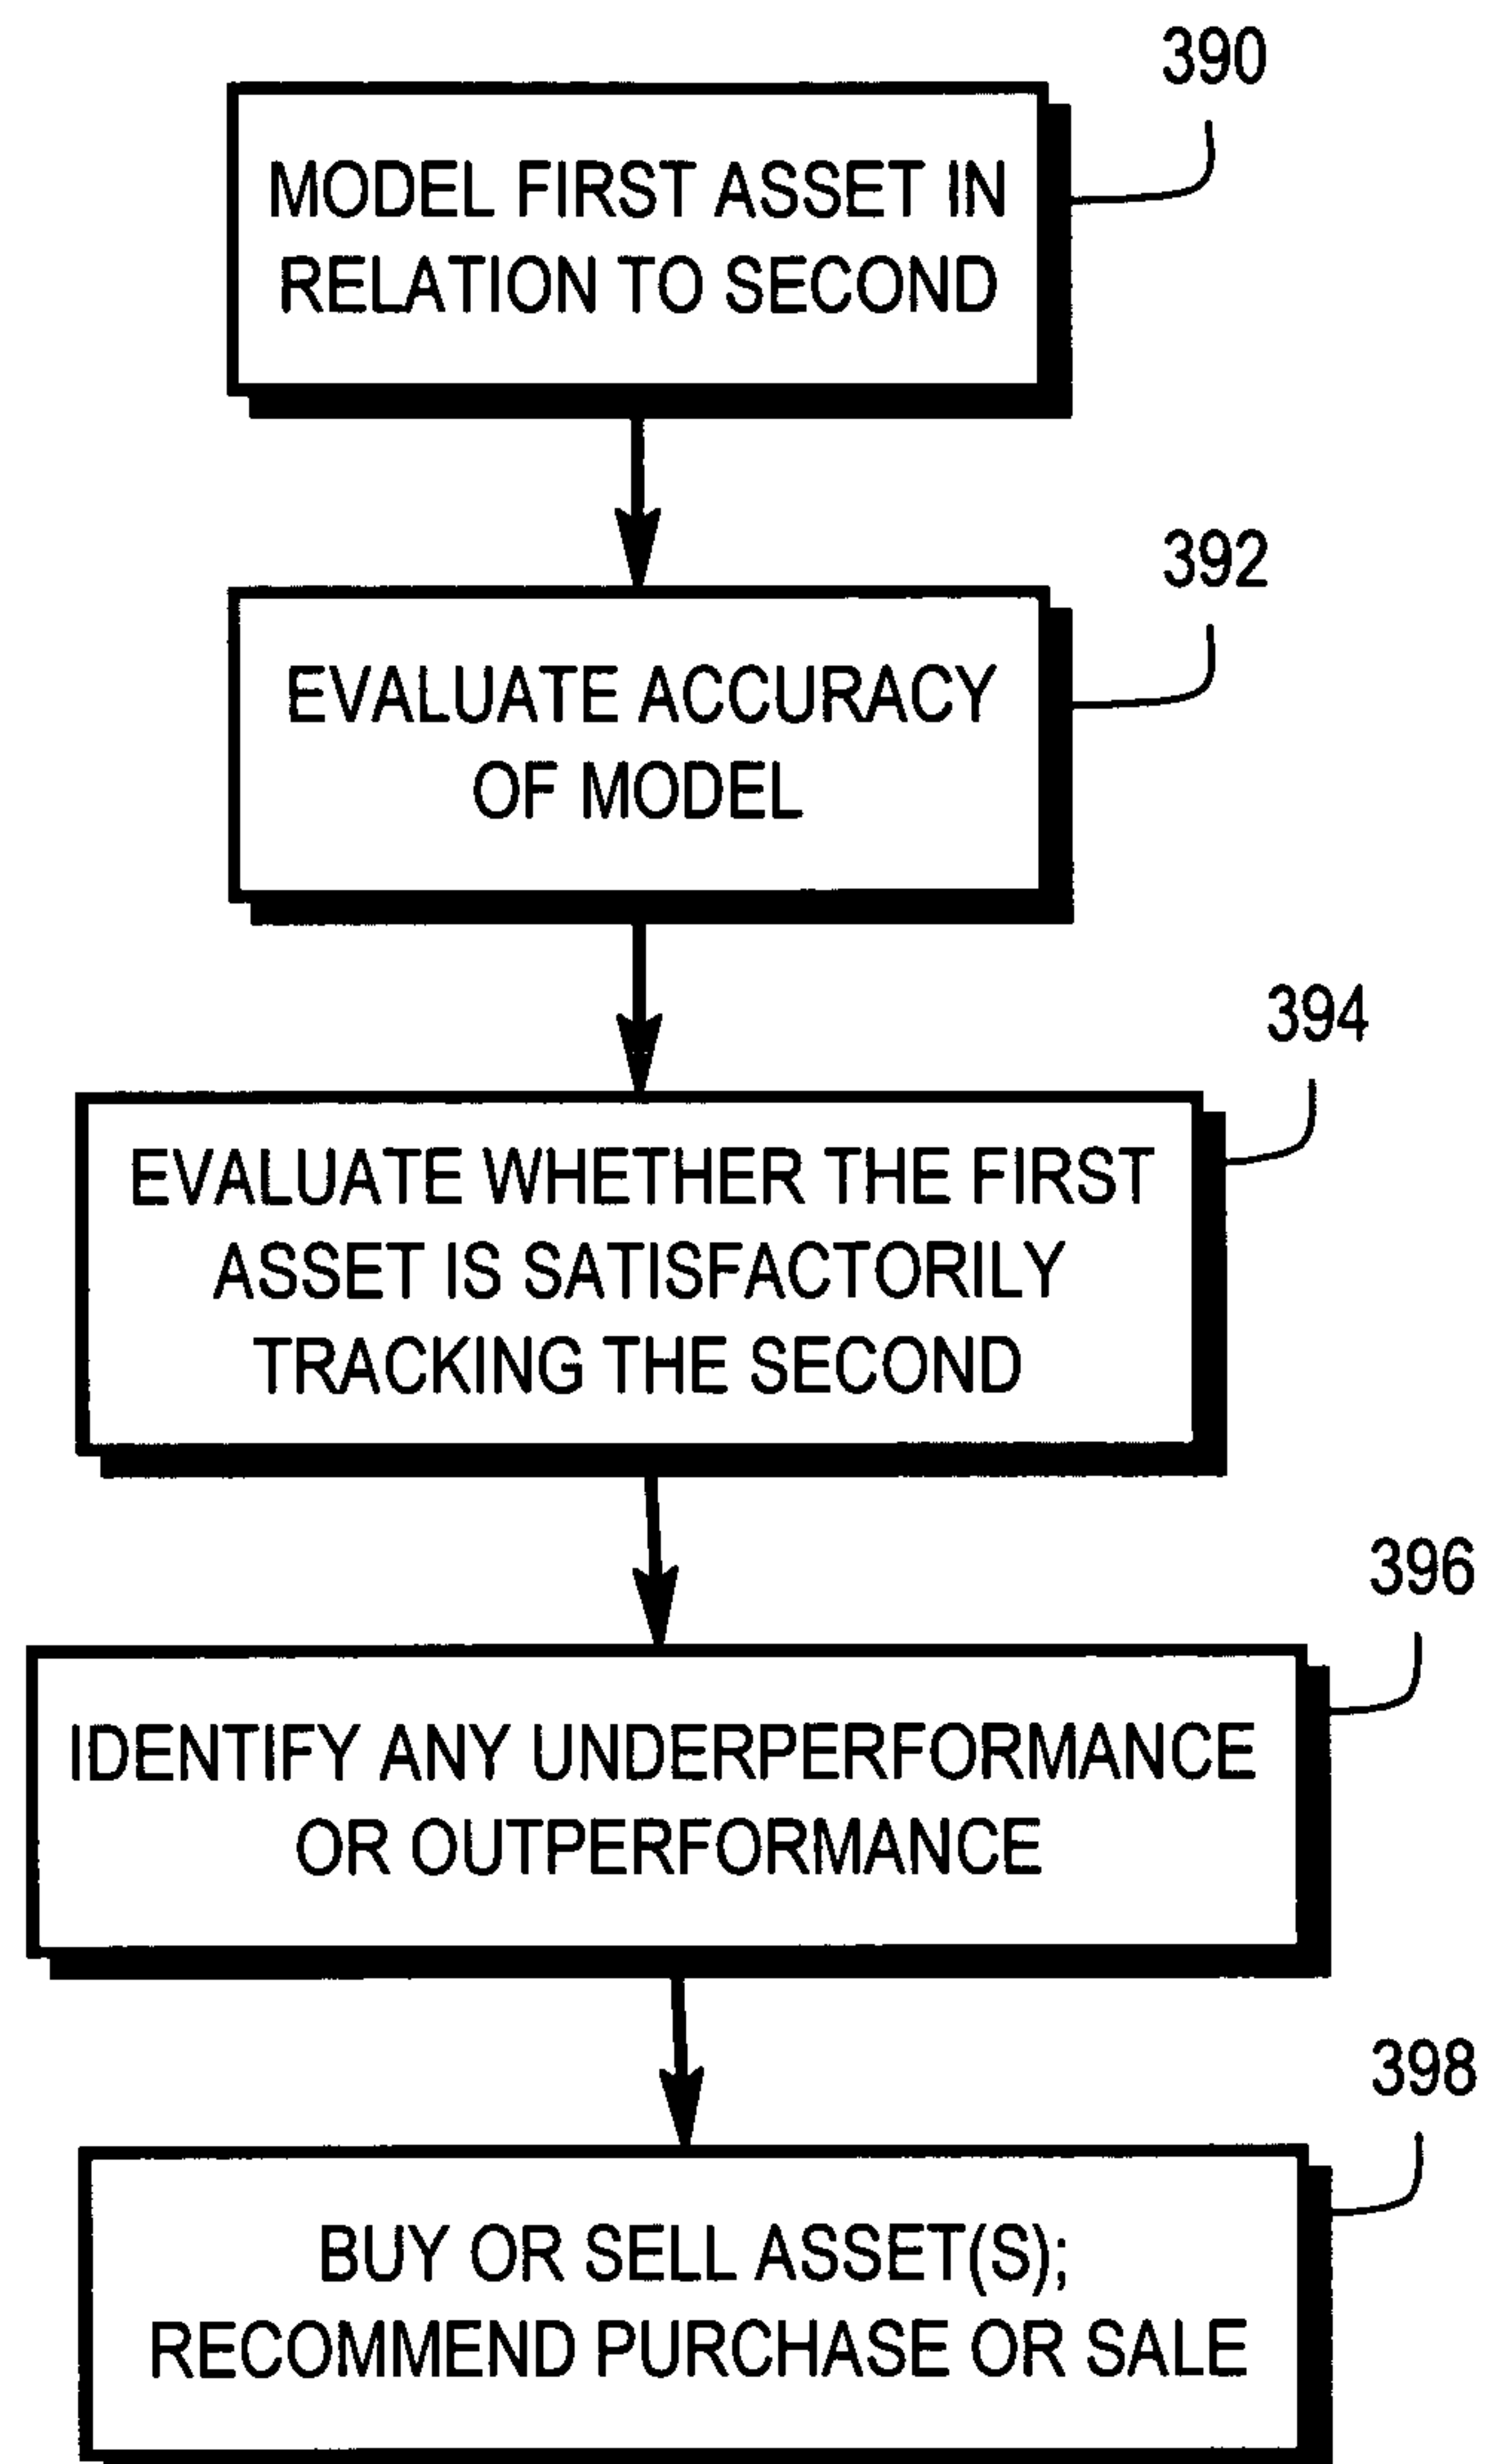 390
MODEL FIRST ASSET IN
RELATION TO SECOND
392
EVALUATE ACCURACY
OF MODEL
394
EVALUATE WHETHER THE FIRST
ASSET IS SATISFACTORILY
TRACKING THE SECOND
396
IDENTIFY ANY UNDERPERFORMANCE
OR OUTPERFORMANCE
398
BUY OR SELL ASSET(S);
RECOMMEND PURCHASE OR SALE